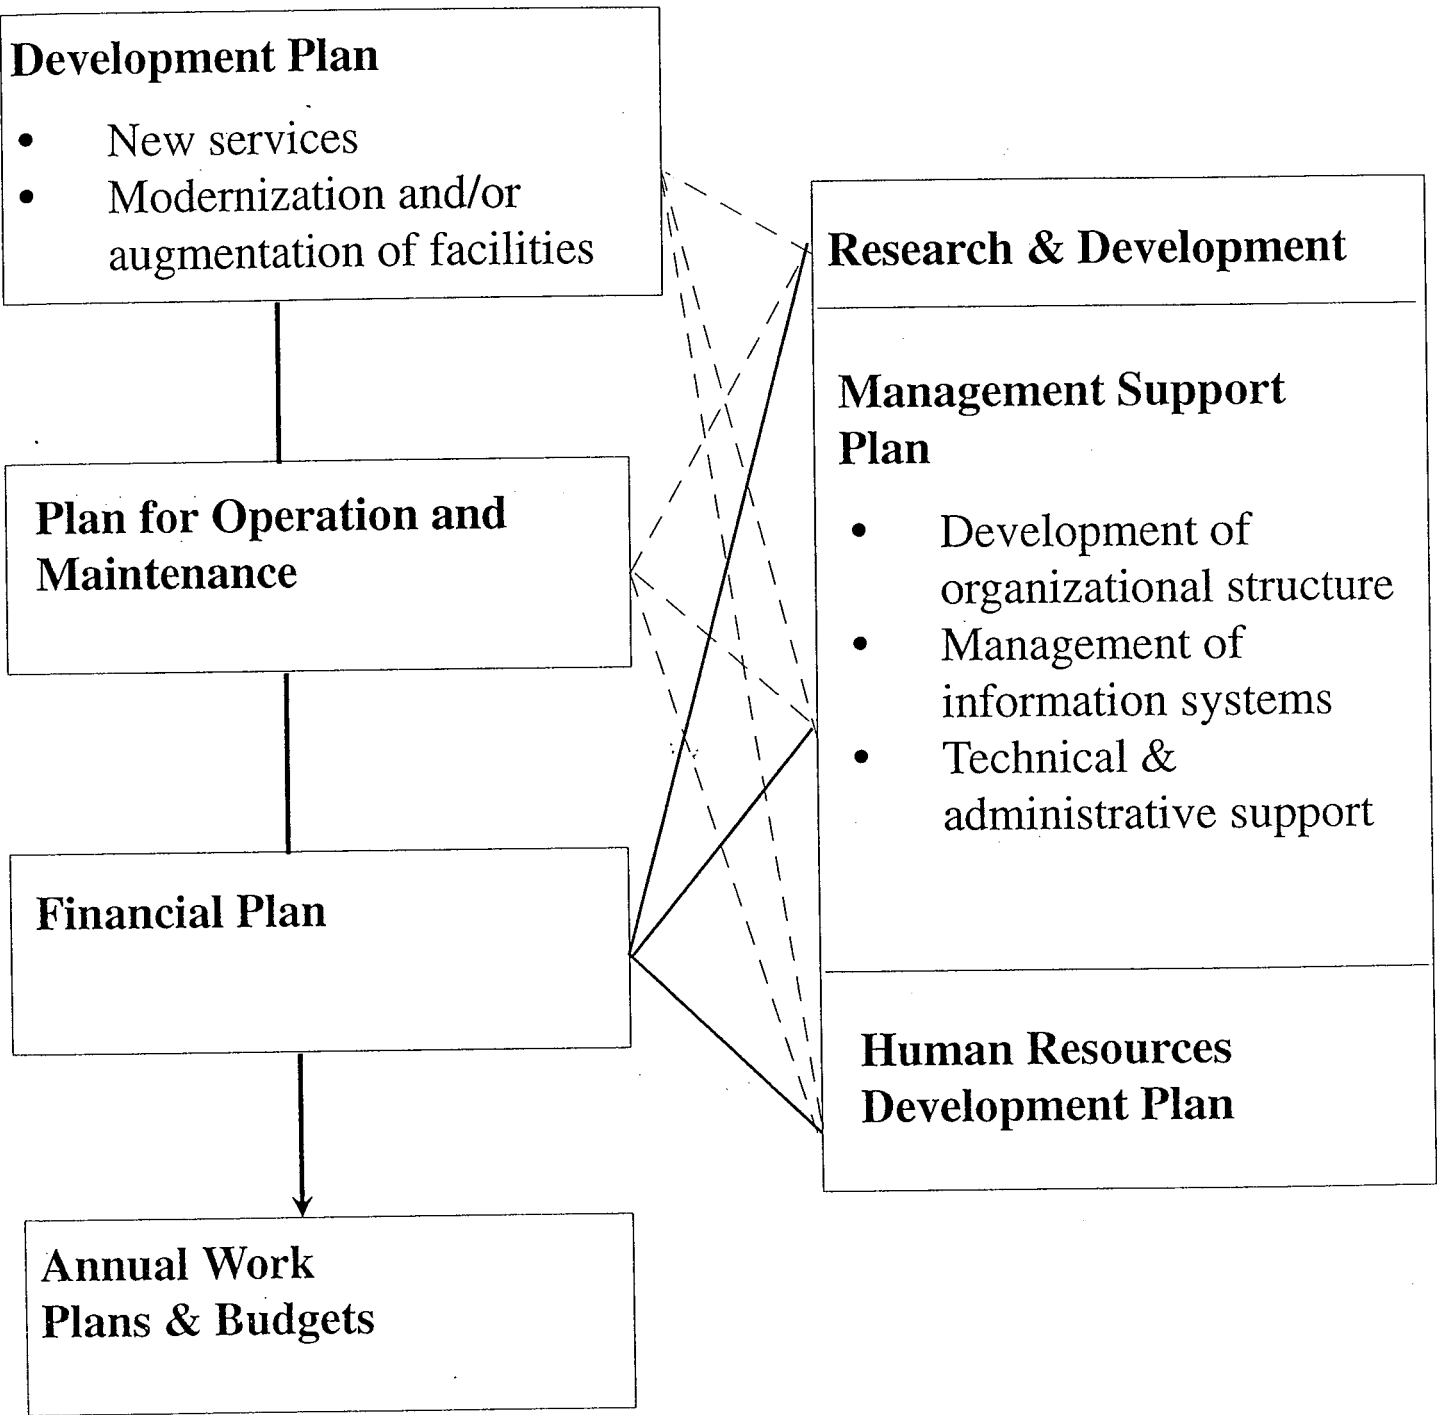 Development Plan
• New services
• Modernization and/or
augmentation of facilities
Plan for Operation and
Maintenance
Financial Plan
Annual Work
Plans & Budgets
Research & Development
Management Support
Plan
• Development of
organizational structure
• Management of
information systems
• Technical &
administrative support
Human Resources
Development Plan